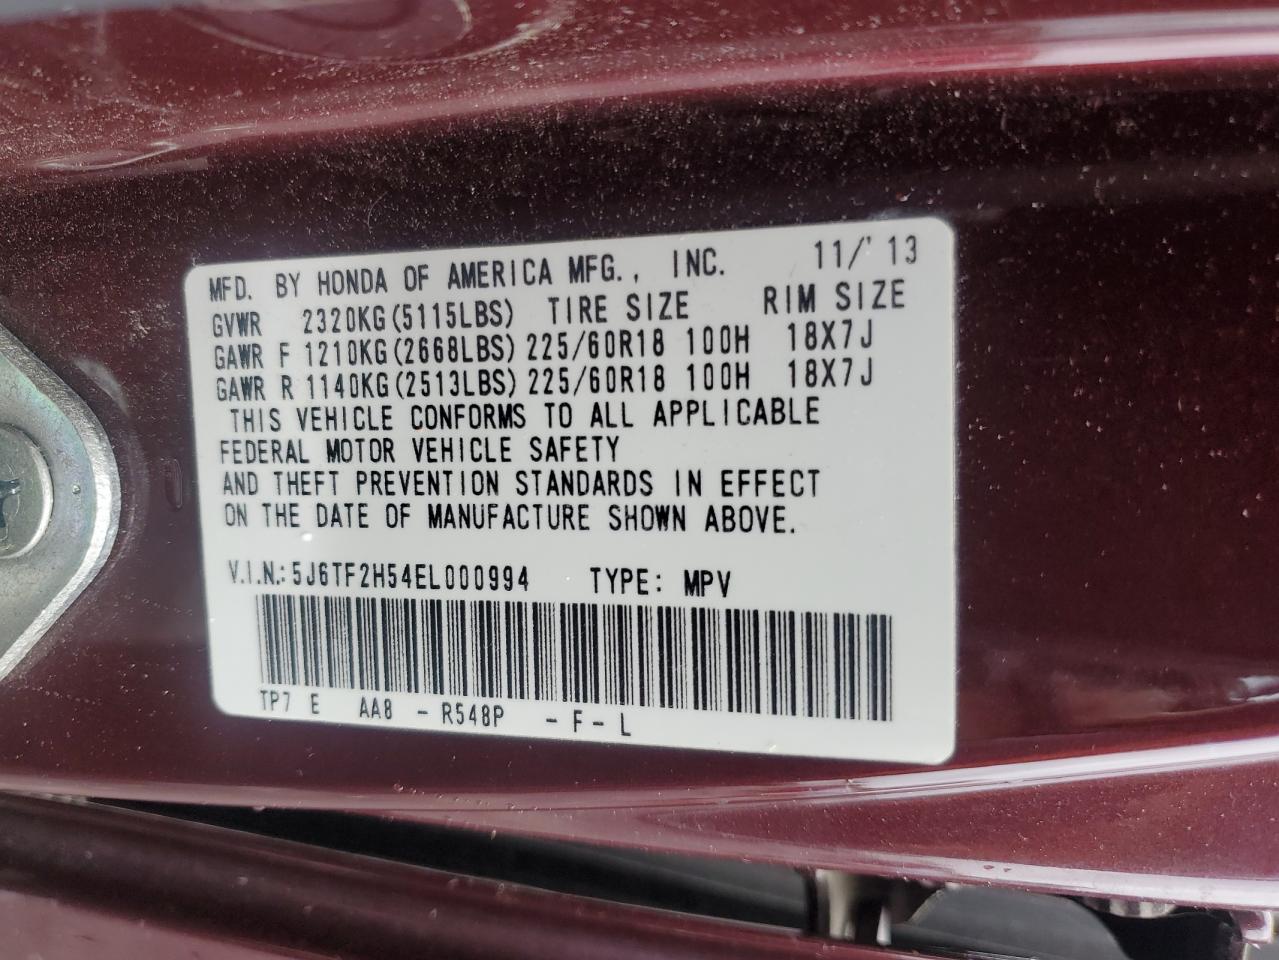 MFD. BY HONDA OF AMERICA MFG., INC. 11/'13
GVWR 2320KG(5115LBS) TIRE SIZE RIM SIZE
GAWR F 1210KG(2668LBS) 225/60R18 100H 18X7J
GAWR R 1140KG(2513LBS) 225/60R18 100H 18X7J
THIS VEHICLE CONFORMS TO ALL APPLICABLE
FEDERAL MOTOR VEHICLE SAFETY
AND THEFT PREVENTION STANDARDS IN EFFECT
ON THE DATE OF MANUFACTURE SHOWN ABOVE.
V.I.N.: 5J6TF2H54EL000994 TYPE: MPV
TP7 E AA8 - R548P - F - L